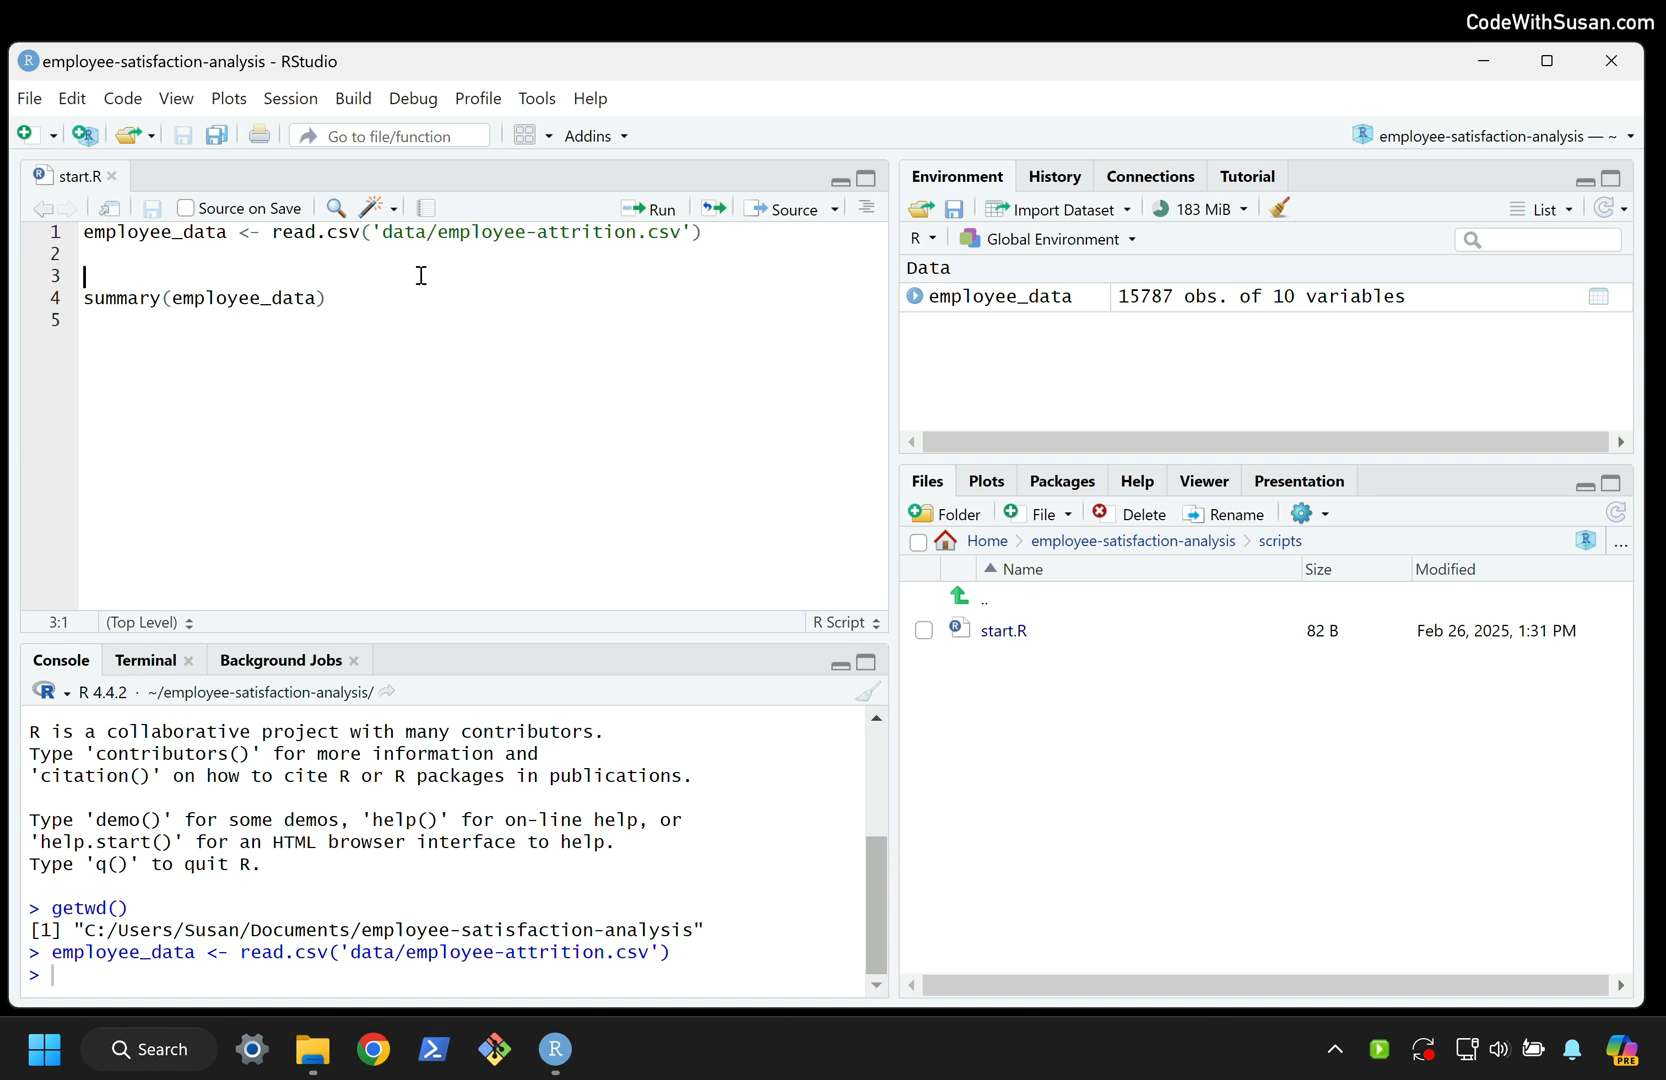 CodeWithSusan.com
employee-satisfaction-analysis - RStudio
File Edit Code View Plots Session Build Debug Profile Tools Help
Go to file/function Addins employee-satisfaction-analysis — ~
start.R
Source on Save Run Source
1 employee_data <- read.csv('data/employee-attrition.csv')
2
3
4 summary(employee_data)
5
3:1 (Top Level) R Script
Console Terminal Background Jobs
R 4.4.2 · ~/employee-satisfaction-analysis/
R is a collaborative project with many contributors.
Type 'contributors()' for more information and
'citation()' on how to cite R or R packages in publications.
Type 'demo()' for some demos, 'help()' for on-line help, or
'help.start()' for an HTML browser interface to help.
Type 'q()' to quit R.
> getwd()
[1] "C:/Users/Susan/Documents/employee-satisfaction-analysis"
> employee_data <- read.csv('data/employee-attrition.csv')
>
Environment History Connections Tutorial
Import Dataset 183 MiB List
R Global Environment
Data
employee_data 15787 obs. of 10 variables
Files Plots Packages Help Viewer Presentation
Folder File Delete Rename
Home employee-satisfaction-analysis scripts ...
Name Size Modified
..
start.R 82 B Feb 26, 2025, 1:31 PM
Search PRE